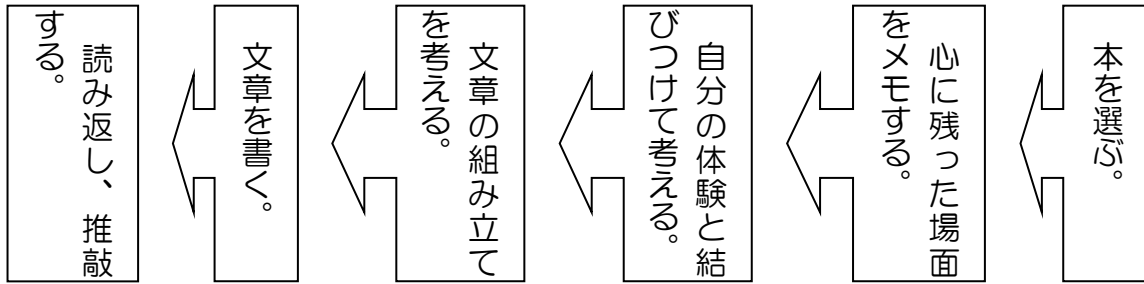 本を選ぶ。
心に残った場面
をメモする。
自分の体験と結
びつけて考える。
文章の組み立て
を考える。
文章を書く。
読み返し、推敲
する。